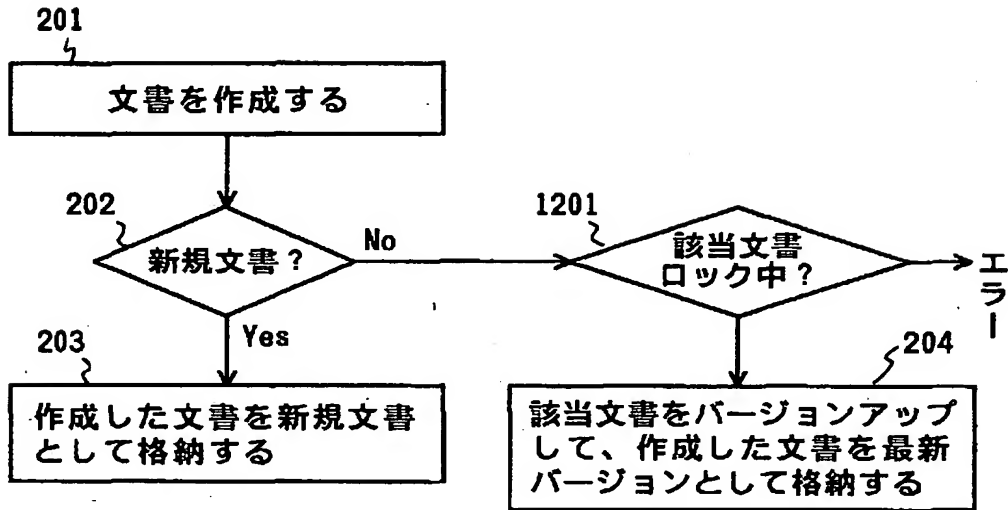 201
文書を作成する
202
新規文書？
No
1201
該当文書
ロック中？
エラー
Yes
203
作成した文書を新規文書
として格納する
204
該当文書をバージョンアップ
して、作成した文書を最新
バージョンとして格納する